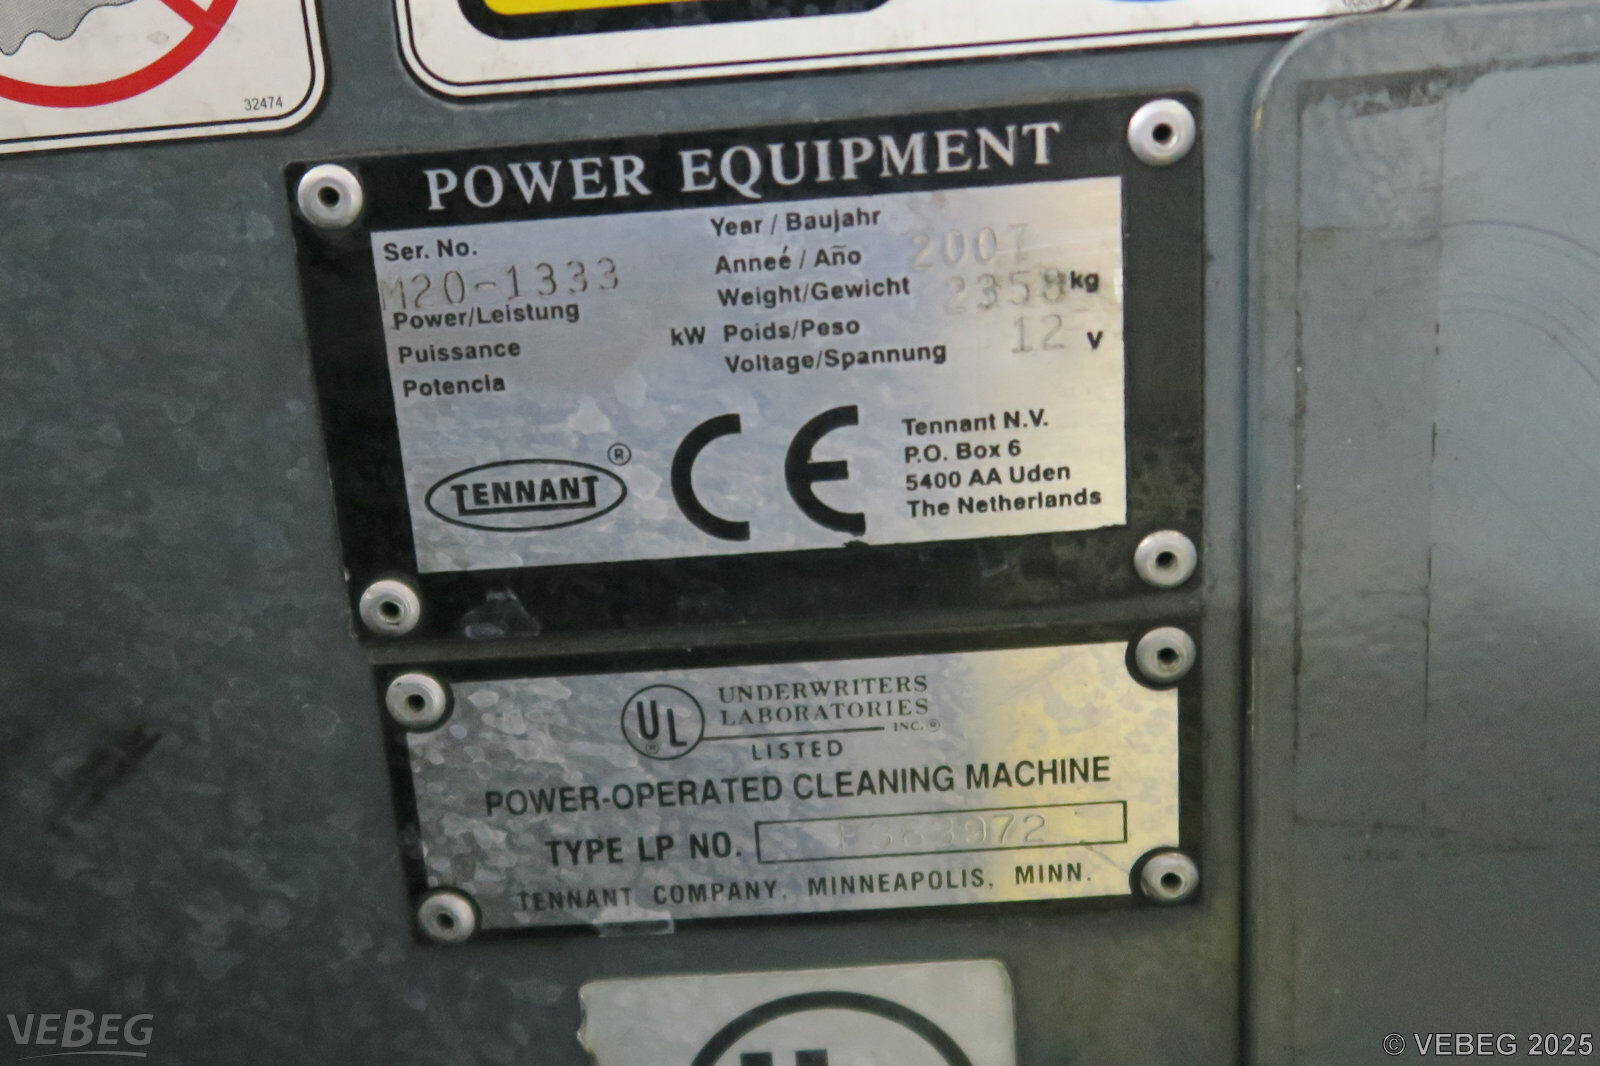 32474
POWER EQUIPMENT
Ser. No.
M20-1333
Power/Leistung
Puissance
Potencia
kW
Year / Baujahr
Anneé / Año
2007
Weight/Gewicht
2358 kg
Poids/Peso
Voltage/Spannung
12 V
TENNANT ®
CE
Tennant N.V.
P.O. Box 6
5400 AA Uden
The Netherlands
UL ®
UNDERWRITERS
LABORATORIES
INC.®
LISTED
POWER-OPERATED CLEANING MACHINE
TYPE LP NO.
TENNANT COMPANY, MINNEAPOLIS, MINN.
VEBEG
© VEBEG 2025